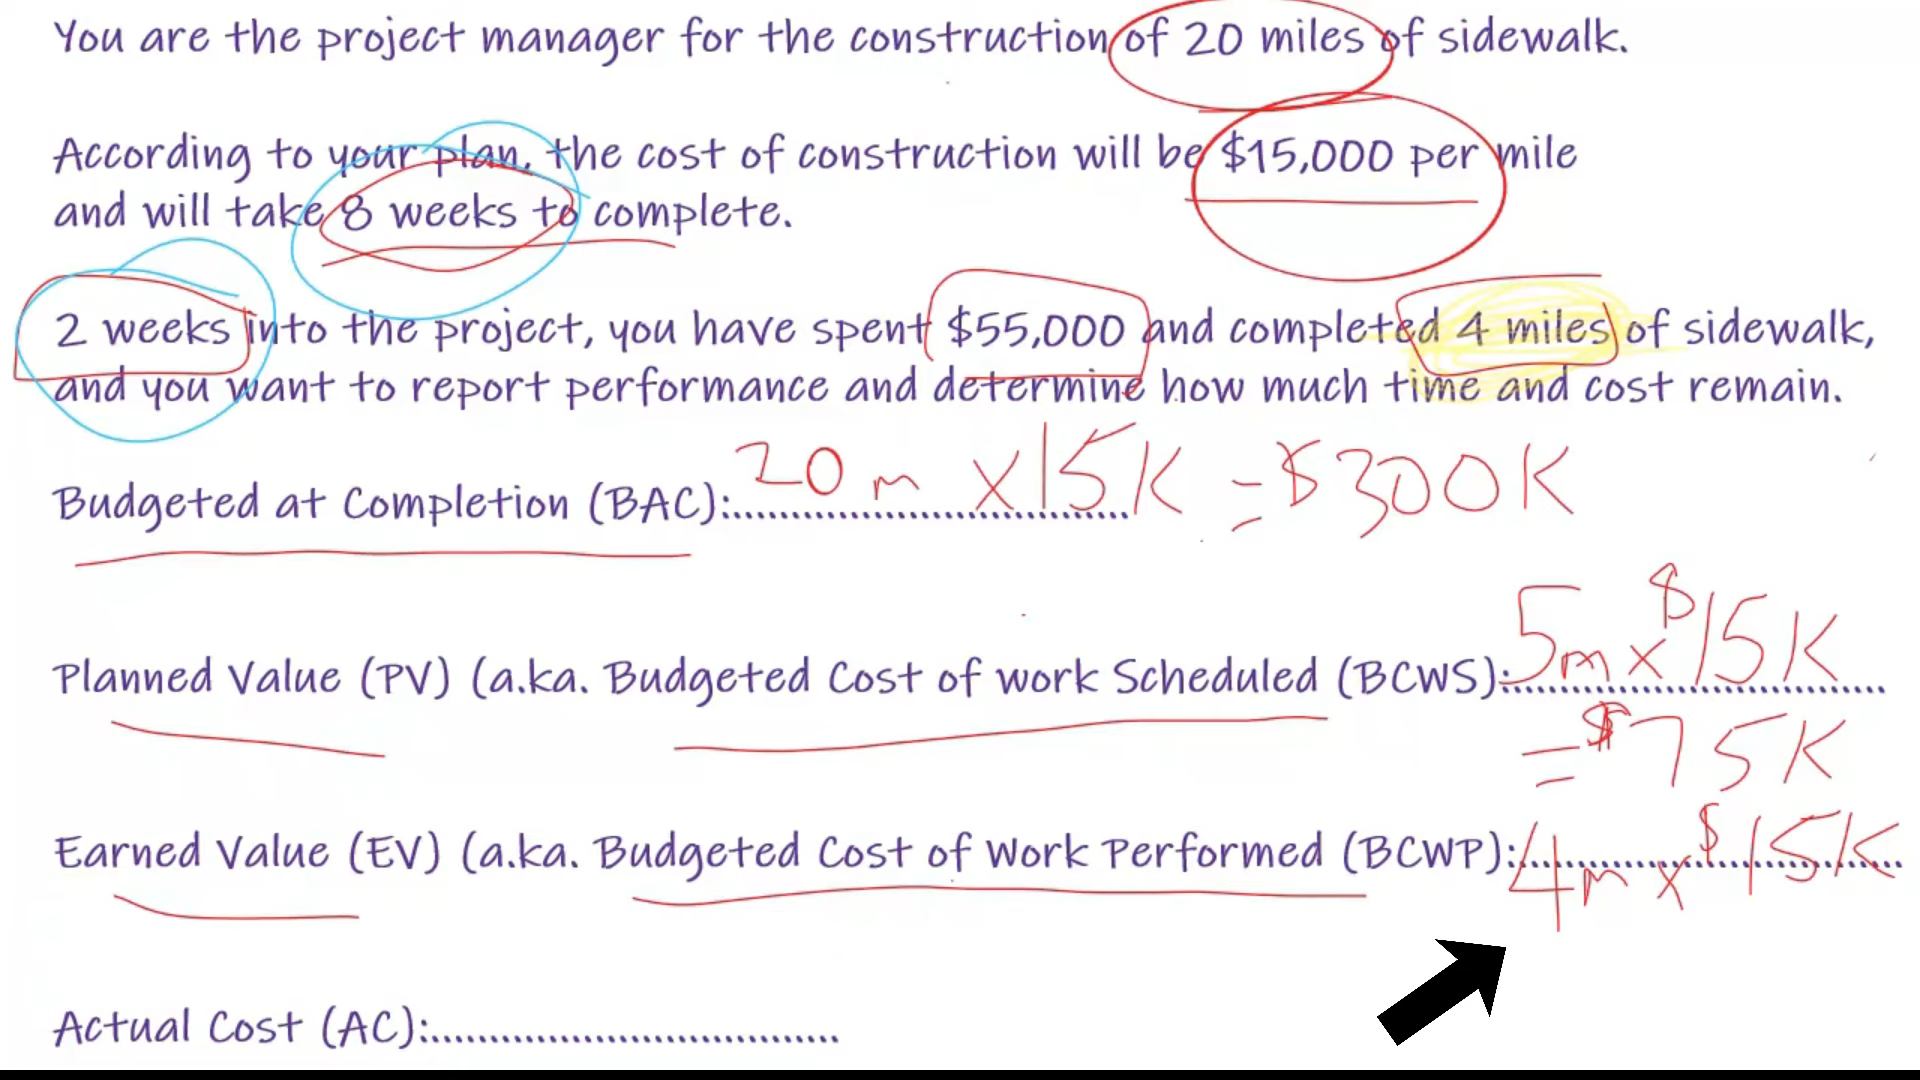 You are the project manager for the construction of 20 miles of sidewalk.
According to your plan, the cost of construction will be $15,000 per mile
and will take 8 weeks to complete.
2 weeks into the project, you have spent $55,000 and completed 4 miles of sidewalk,
and you want to report performance and determine how much time and cost remain.
Budgeted at Completion (BAC):.................................. 20 m x 15K = $300K
Planned Value (PV) (a.ka. Budgeted Cost of work Scheduled (BCWS):.................................. 5m x $15K
= $75K
Earned Value (EV) (a.ka. Budgeted Cost of Work Performed (BCWP):.................................. 4m x $15K
Actual Cost (AC):..................................